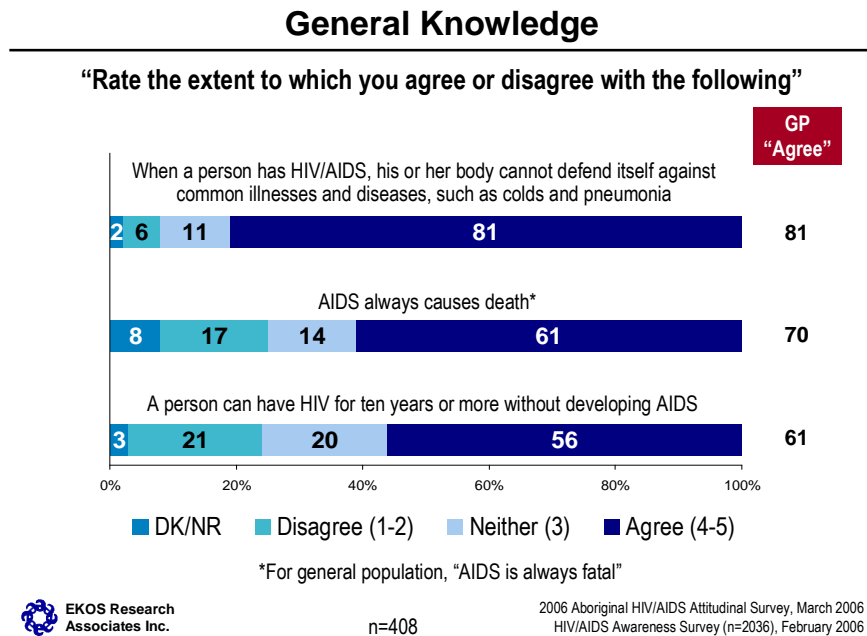 General Knowledge
“Rate the extent to which you agree or disagree with the following”
GP
“Agree”
When a person has HIV/AIDS, his or her body cannot defend itself against
common illnesses and diseases, such as colds and pneumonia
2 6 11 81 81
AIDS always causes death*
8 17 14 61 70
A person can have HIV for ten years or more without developing AIDS
3 21 20 56 61
0% 20% 40% 60% 80% 100%
DK/NR Disagree (1-2) Neither (3) Agree (4-5)
*For general population, “AIDS is always fatal”
EKOS Research
Associates Inc.
n=408
2006 Aboriginal HIV/AIDS Attitudinal Survey, March 2006
HIV/AIDS Awareness Survey (n=2036), February 2006